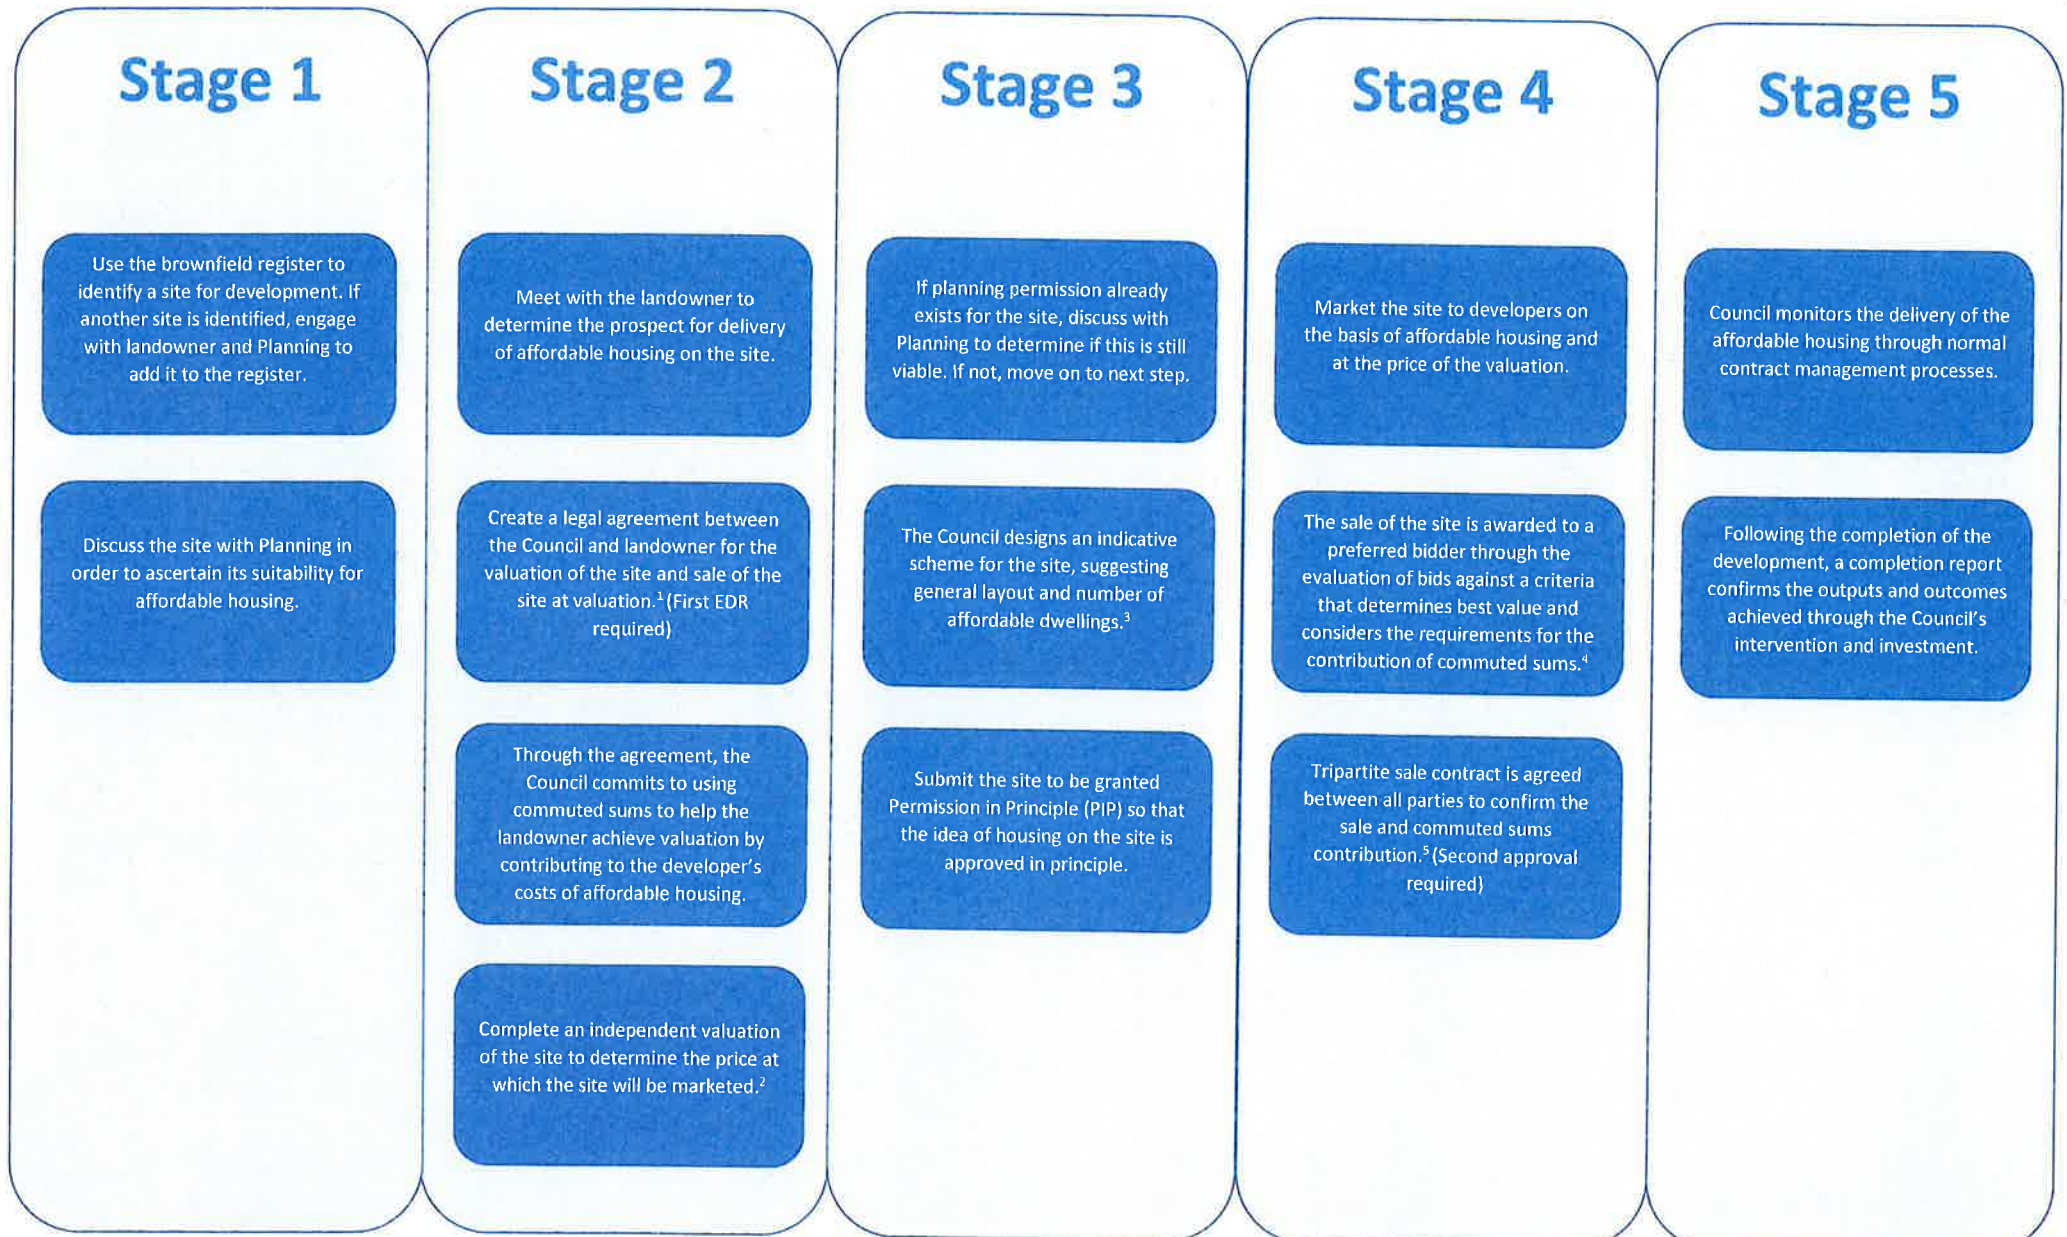 Stage 1
Use the brownfield register to
identify a site for development. If
another site is identified, engage
with landowner and Planning to
add it to the register.
Discuss the site with Planning in
order to ascertain its suitability for
affordable housing.
Stage 2
Meet with the landowner to
determine the prospect for delivery
of affordable housing on the site.
Create a legal agreement between
the Council and landowner for the
valuation of the site and sale of the
site at valuation.¹ (First EDR
required)
Through the agreement, the
Council commits to using
commuted sums to help the
landowner achieve valuation by
contributing to the developer's
costs of affordable housing.
Complete an independent valuation
of the site to determine the price at
which the site will be marketed.²
Stage 3
If planning permission already
exists for the site, discuss with
Planning to determine if this is still
viable. If not, move on to next step.
The Council designs an indicative
scheme for the site, suggesting
general layout and number of
affordable dwellings.³
Submit the site to be granted
Permission in Principle (PIP) so that
the idea of housing on the site is
approved in principle.
Stage 4
Market the site to developers on
the basis of affordable housing and
at the price of the valuation.
The sale of the site is awarded to a
preferred bidder through the
evaluation of bids against a criteria
that determines best value and
considers the requirements for the
contribution of commuted sums.⁴
Tripartite sale contract is agreed
between all parties to confirm the
sale and commuted sums
contribution.⁵ (Second approval
required)
Stage 5
Council monitors the delivery of the
affordable housing through normal
contract management processes.
Following the completion of the
development, a completion report
confirms the outputs and outcomes
achieved through the Council's
intervention and investment.